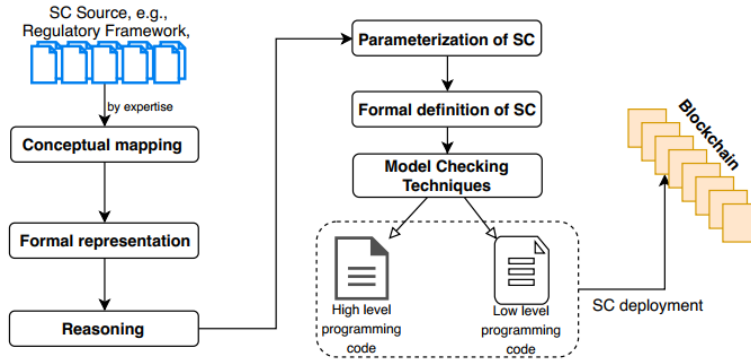 SC Source, e.g.,
Regulatory Framework,
by expertise
Conceptual mapping
Formal representation
Reasoning
Parameterization of SC
Formal definition of SC
Model Checking
Techniques
High level
programming
code
Low level
programming
code
SC deployment
Blockchain